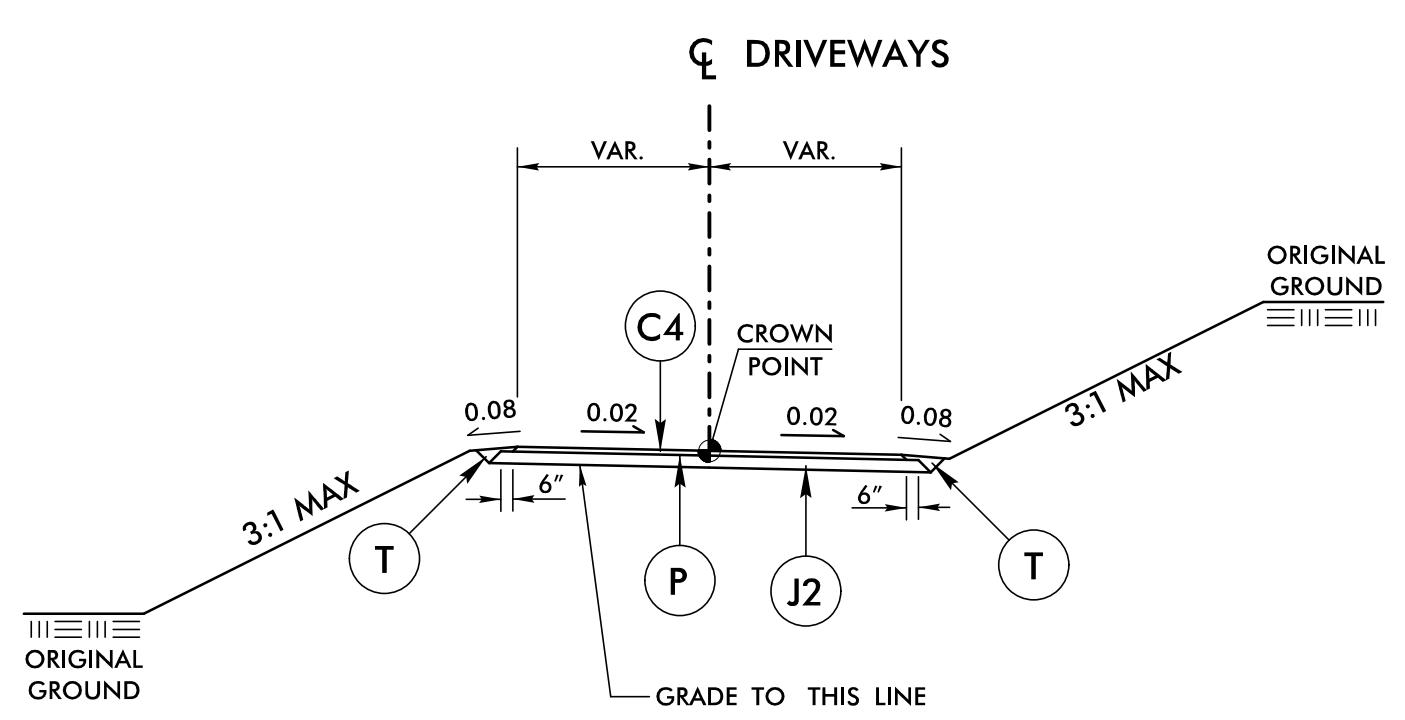 ℄ DRIVEWAYS
VAR. VAR.
ORIGINAL
GROUND
C4
CROWN
POINT
0.08 0.02 0.02 0.08
3:1 MAX
3:1 MAX
6" 6"
T P J2 T
ORIGINAL
GROUND
GRADE TO THIS LINE